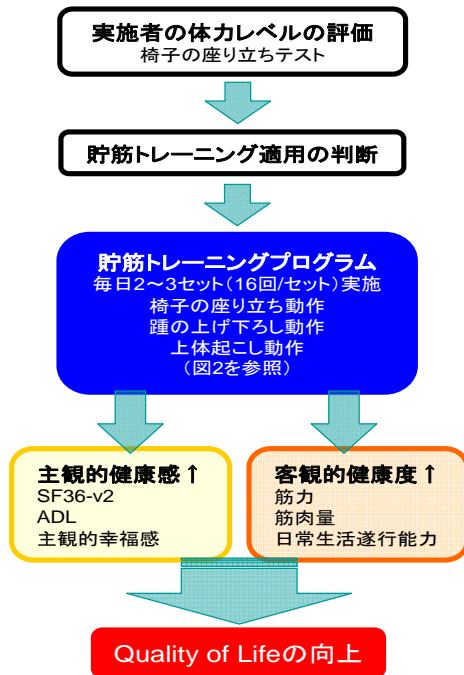 実施者の体力レベルの評価
椅子の座り立ちテスト
貯筋トレーニング適用の判断
貯筋トレーニングプログラム
毎日2～3セット(16回/セット)実施
椅子の座り立ち動作
踵の上げ下ろし動作
上体起こし動作
(図2を参照)
主観的健康感↑
SF36-v2
ADL
主観的幸福感
客観的健康度↑
筋力
筋肉量
日常生活遂行能力
Quality of Lifeの向上